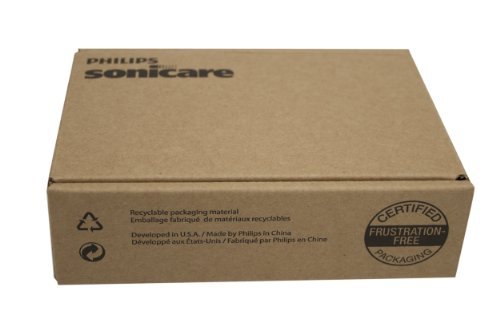 PHILIPS
sonicare
Recyclable packaging material
Emballage fabriqué de matériaux recyclables
Developed in U.S.A. / Made by Philips in China
Développé aux États-Unis / Fabriqué par Philips en Chine
CERTIFIED
FRUSTRATION-
FREE
PACKAGING